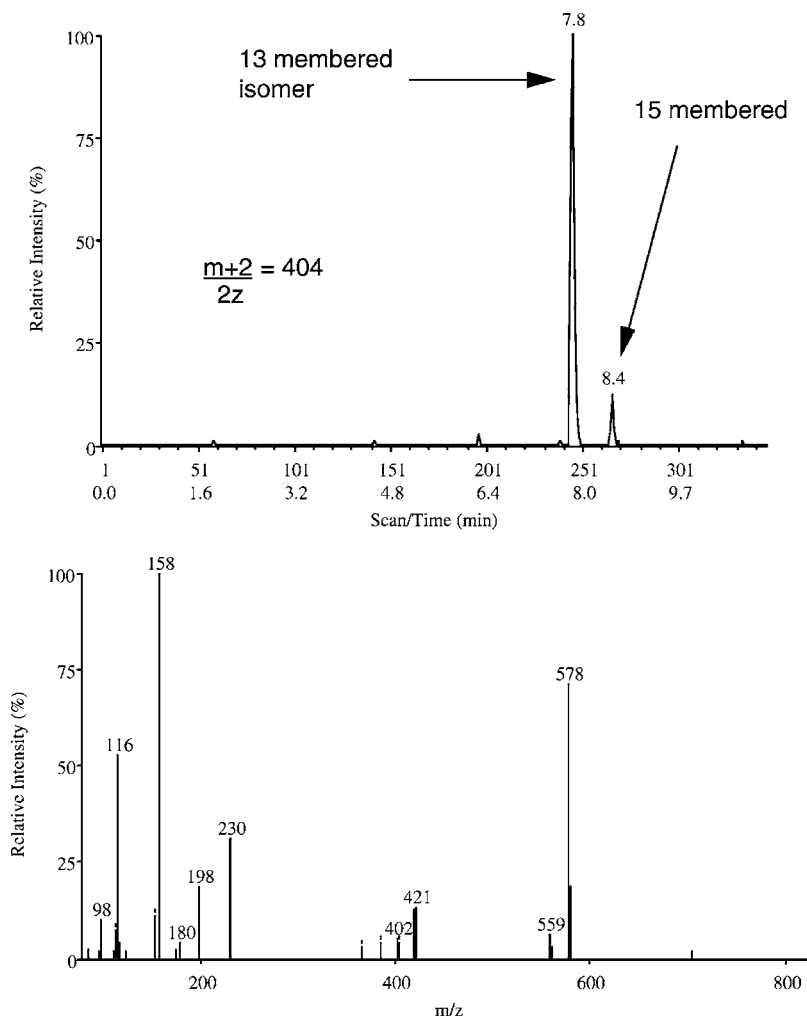 7.8
100
13 membered
isomer
15 membered
75
Relative Intensity (%)
50
m+2 = 404
2z
25
8.4
0
1 51 101 151 201 251 301
0.0 1.6 3.2 4.8 6.4 8.0 9.7
Scan/Time (min)
158
100
75
578
Relative Intensity (%)
116
50
230
25
198
421
98
180
402
559
0
200 400 600 800
m/z